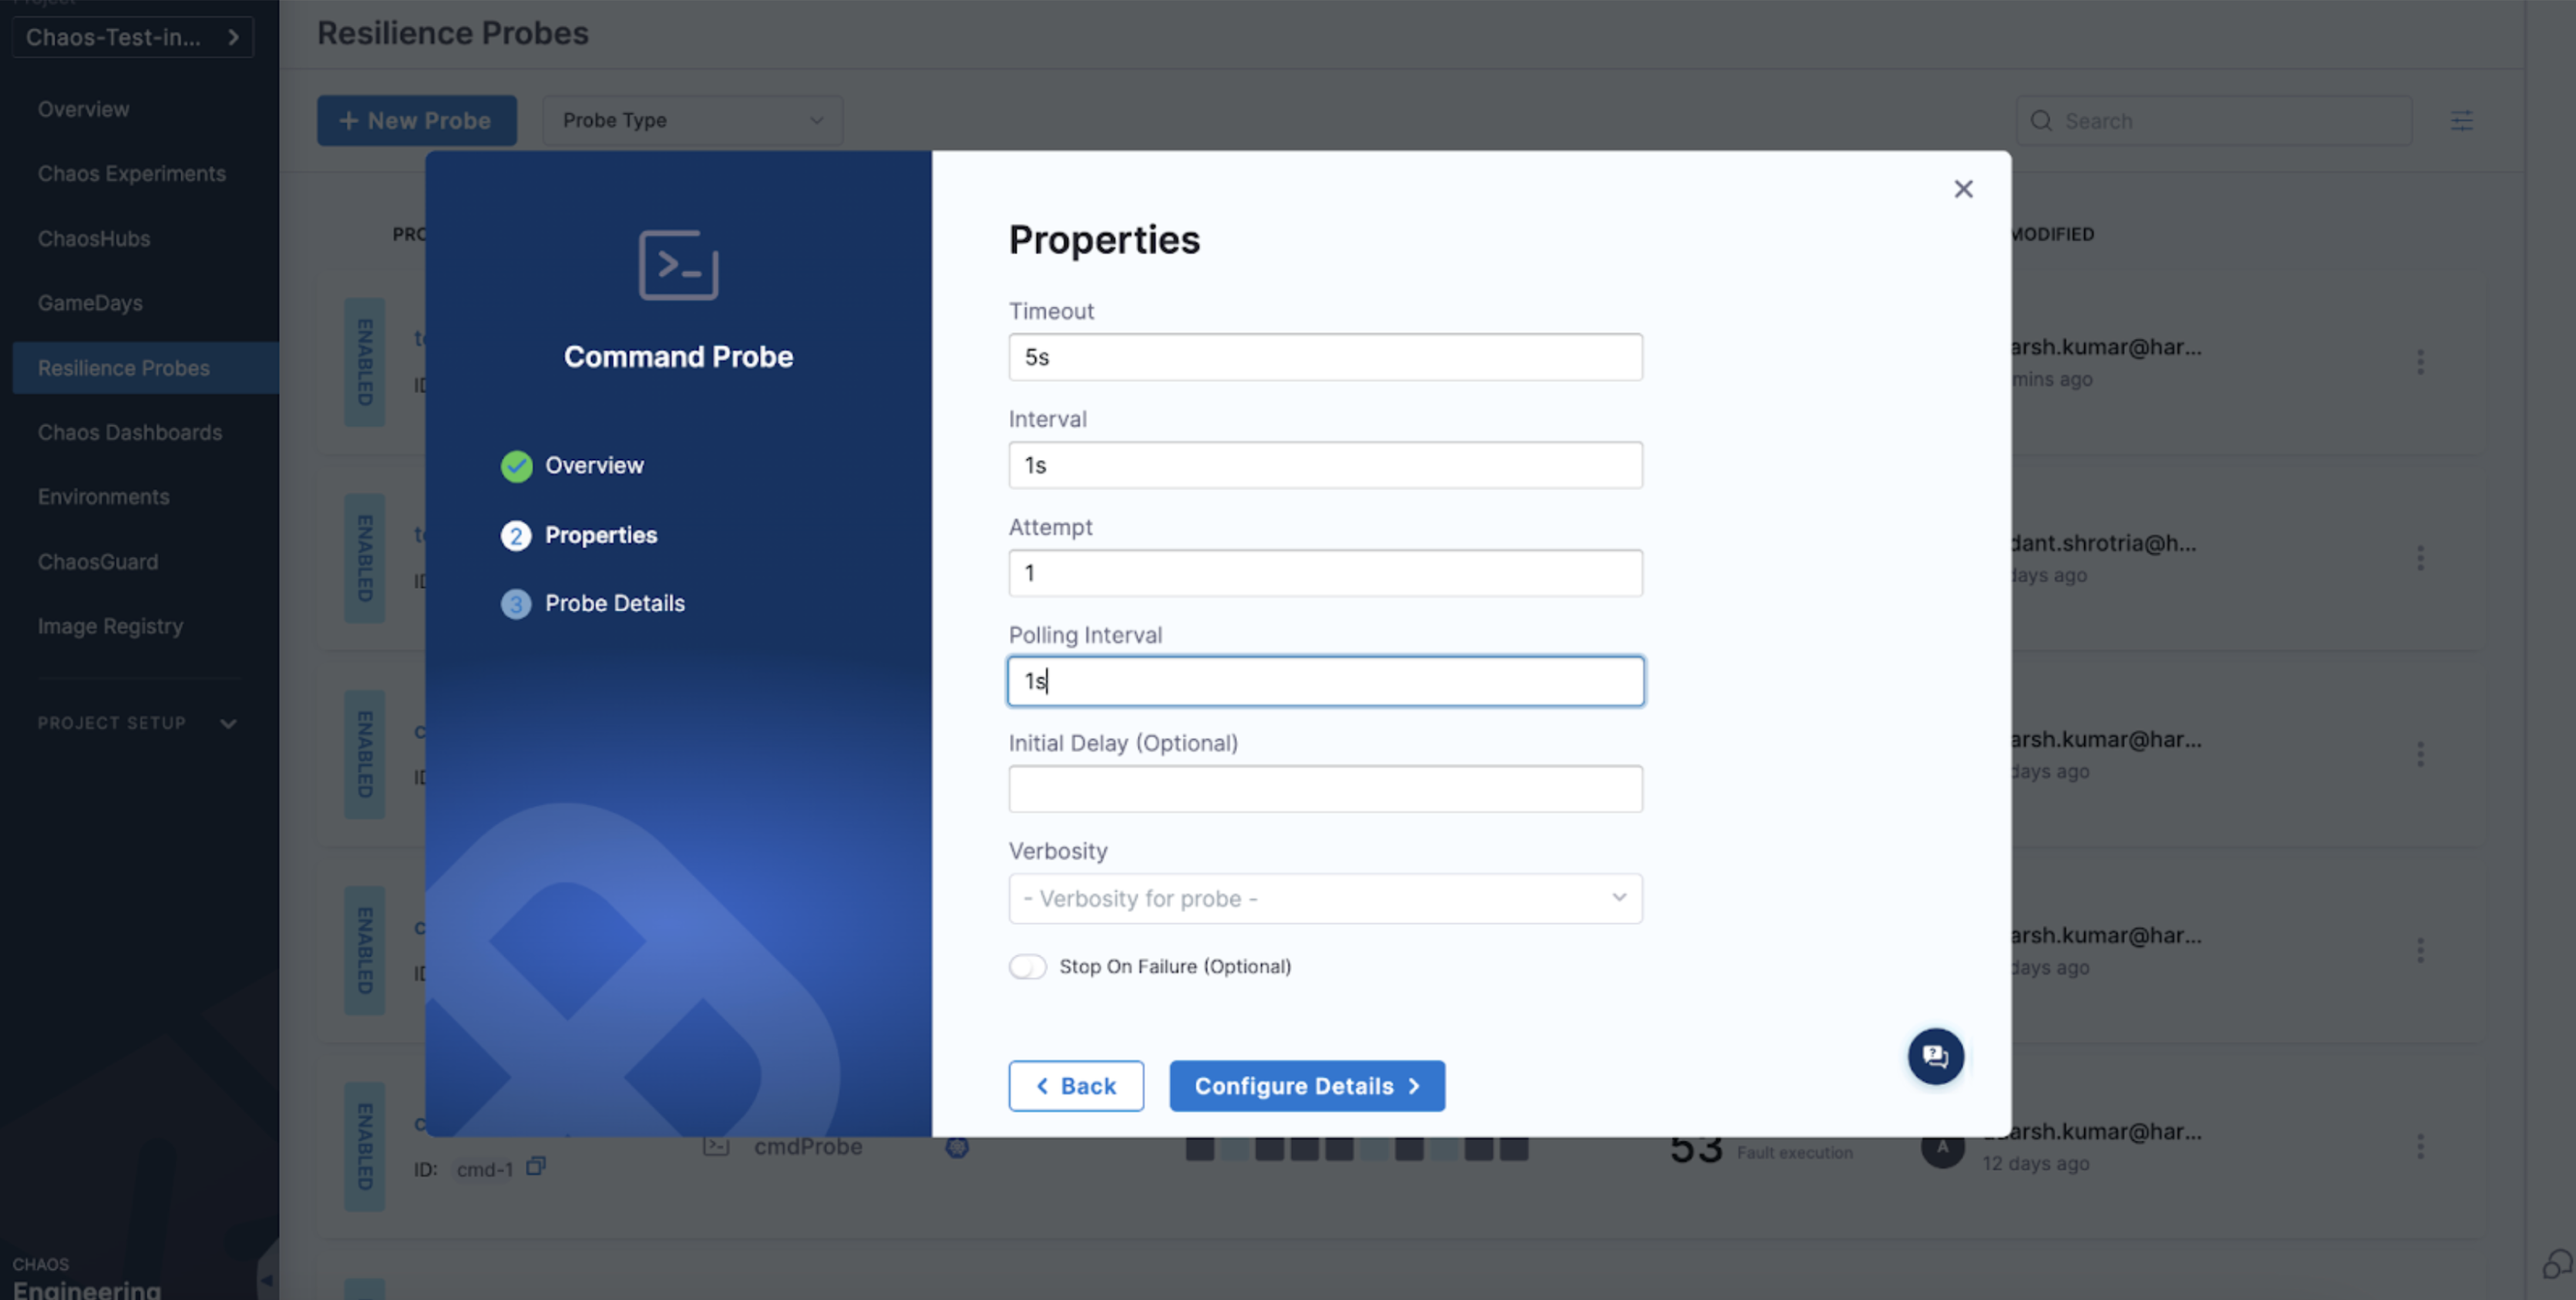 Chaos-Test-in...
Overview
Chaos Experiments
ChaosHubs
GameDays
Resilience Probes
Chaos Dashboards
Environments
ChaosGuard
Image Registry
PROJECT SETUP
CHAOS
Engineering
Resilience Probes
+ New Probe
Probe Type
Search
MODIFIED
ENABLED
ENABLED
ENABLED
ENABLED
ENABLED
Command Probe
Overview
2 Properties
3 Probe Details
Properties
Timeout
5s
Interval
1s
Attempt
1
Polling Interval
1s
Initial Delay (Optional)
Verbosity
- Verbosity for probe -
Stop On Failure (Optional)
Back
Configure Details
arsh.kumar@har...
mins ago
dant.shrotria@h...
days ago
arsh.kumar@har...
days ago
arsh.kumar@har...
days ago
ID: cmd-1
cmdProbe
53 Fault execution
A
arsh.kumar@har...
12 days ago